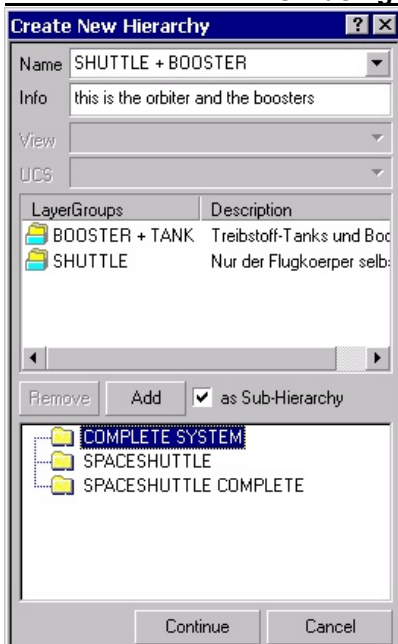 Create New Hierarchy
Name SHUTTLE + BOOSTER
Info this is the orbiter and the boosters
View
UCS
LayerGroups Description
BOOSTER + TANK Treibstoff-Tanks und Boo
SHUTTLE Nur der Flugkoerper selb
Remove Add as Sub-Hierarchy
COMPLETE SYSTEM
SPACESHUTTLE
SPACESHUTTLE COMPLETE
Continue Cancel